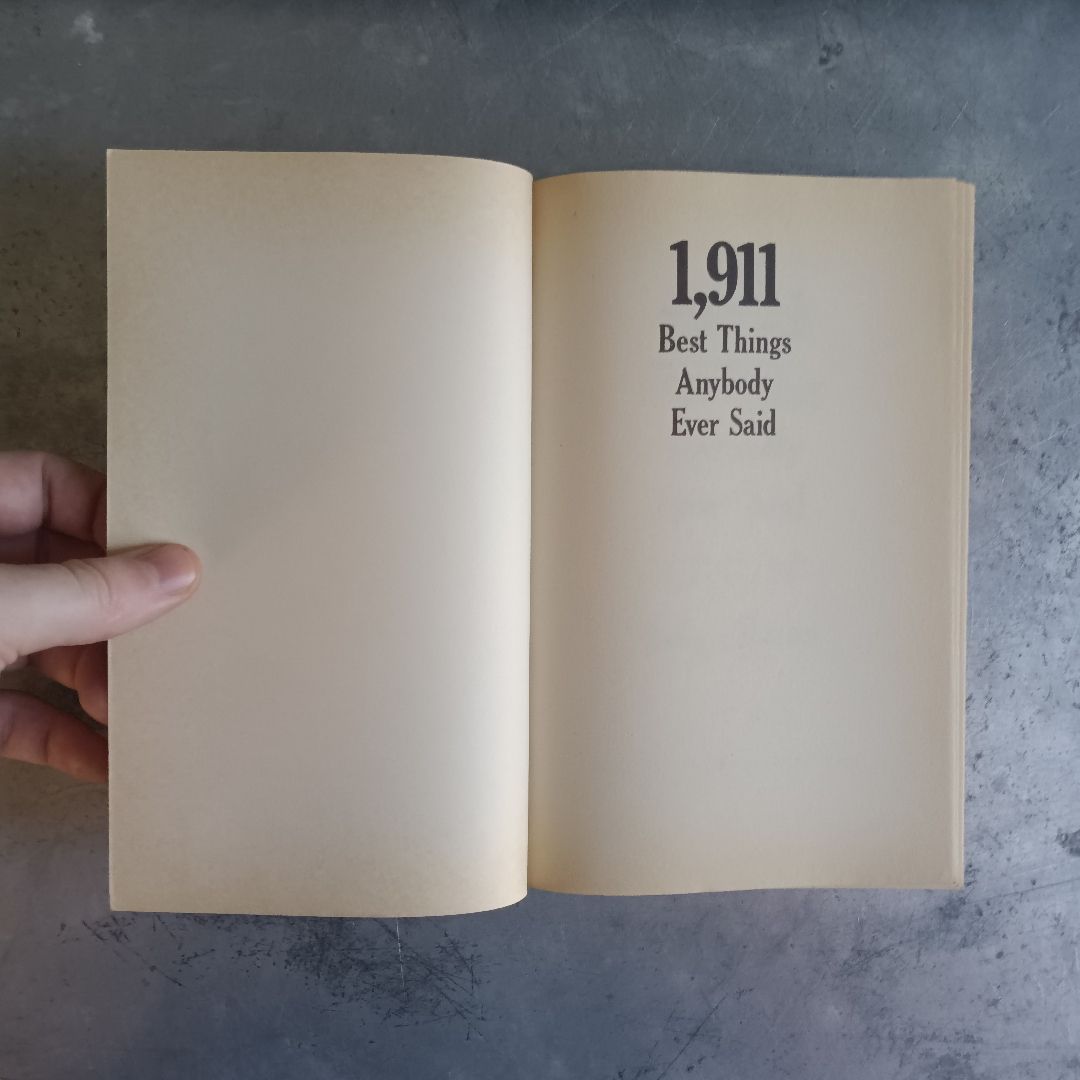 1,911
Best Things
Anybody
Ever Said